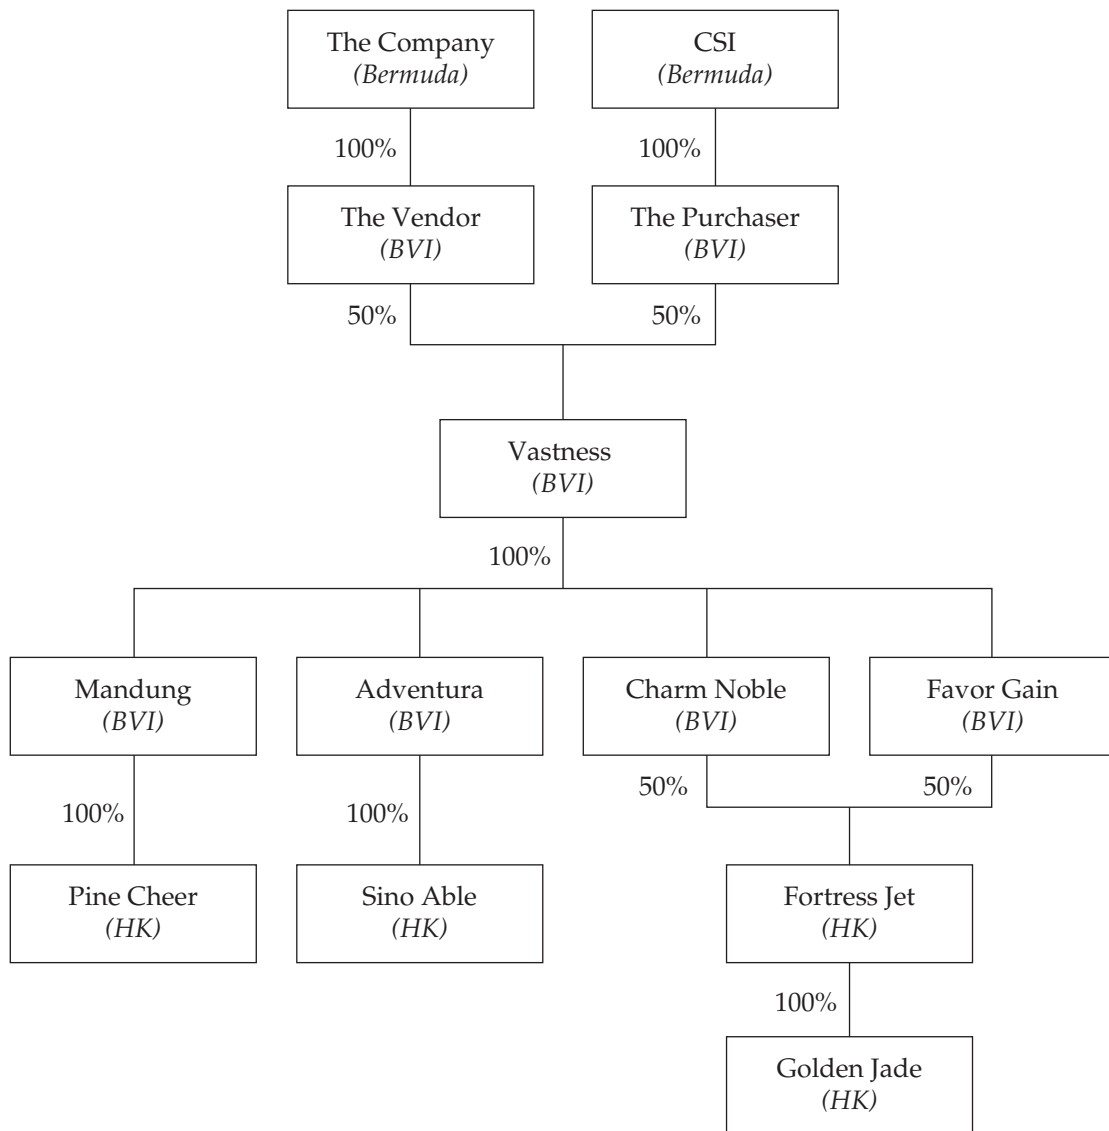 The Company
(Bermuda)
CSI
(Bermuda)
100%
100%
The Vendor
(BVI)
The Purchaser
(BVI)
50%
50%
Vastness
(BVI)
100%
Mandung
(BVI)
Adventura
(BVI)
Charm Noble
(BVI)
Favor Gain
(BVI)
50%
50%
100%
100%
Pine Cheer
(HK)
Sino Able
(HK)
Fortress Jet
(HK)
100%
Golden Jade
(HK)